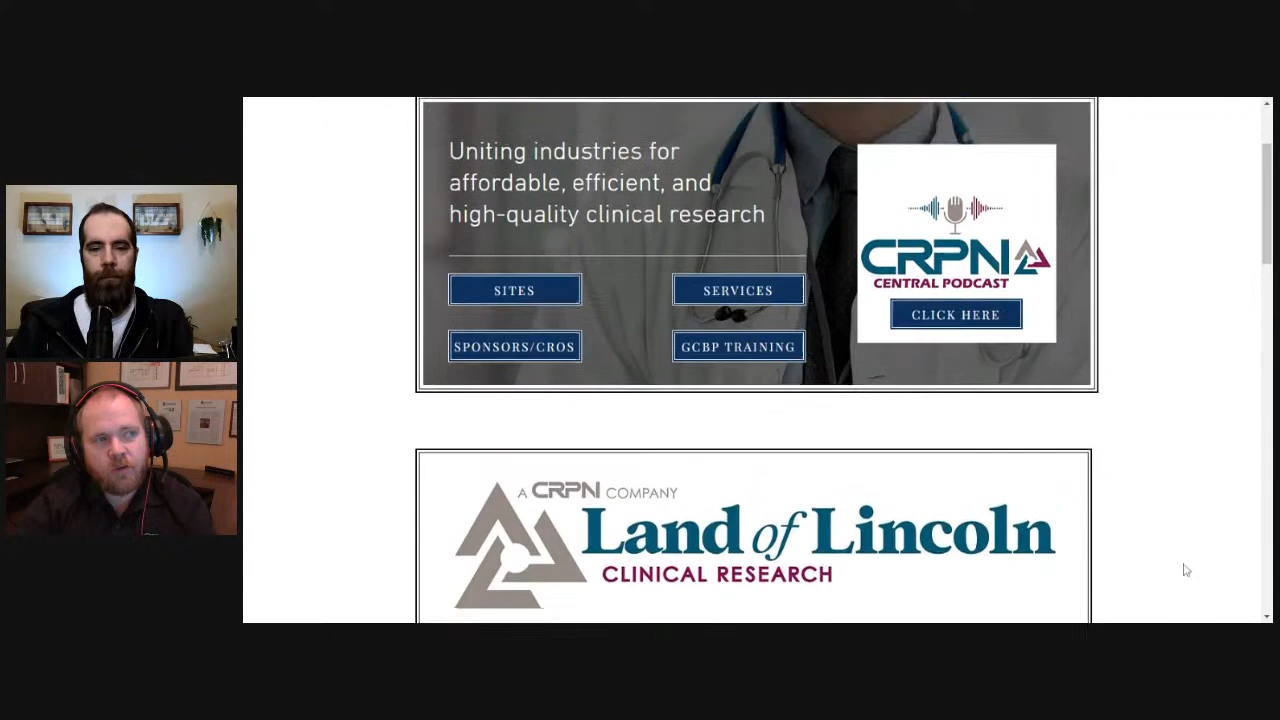 Uniting industries for
affordable, efficient, and
high-quality clinical research
SITES
SERVICES
SPONSORS/CROS
GCBP TRAINING
CRPN
CENTRAL PODCAST
CLICK HERE
A CRPN COMPANY
Land of Lincoln
CLINICAL RESEARCH